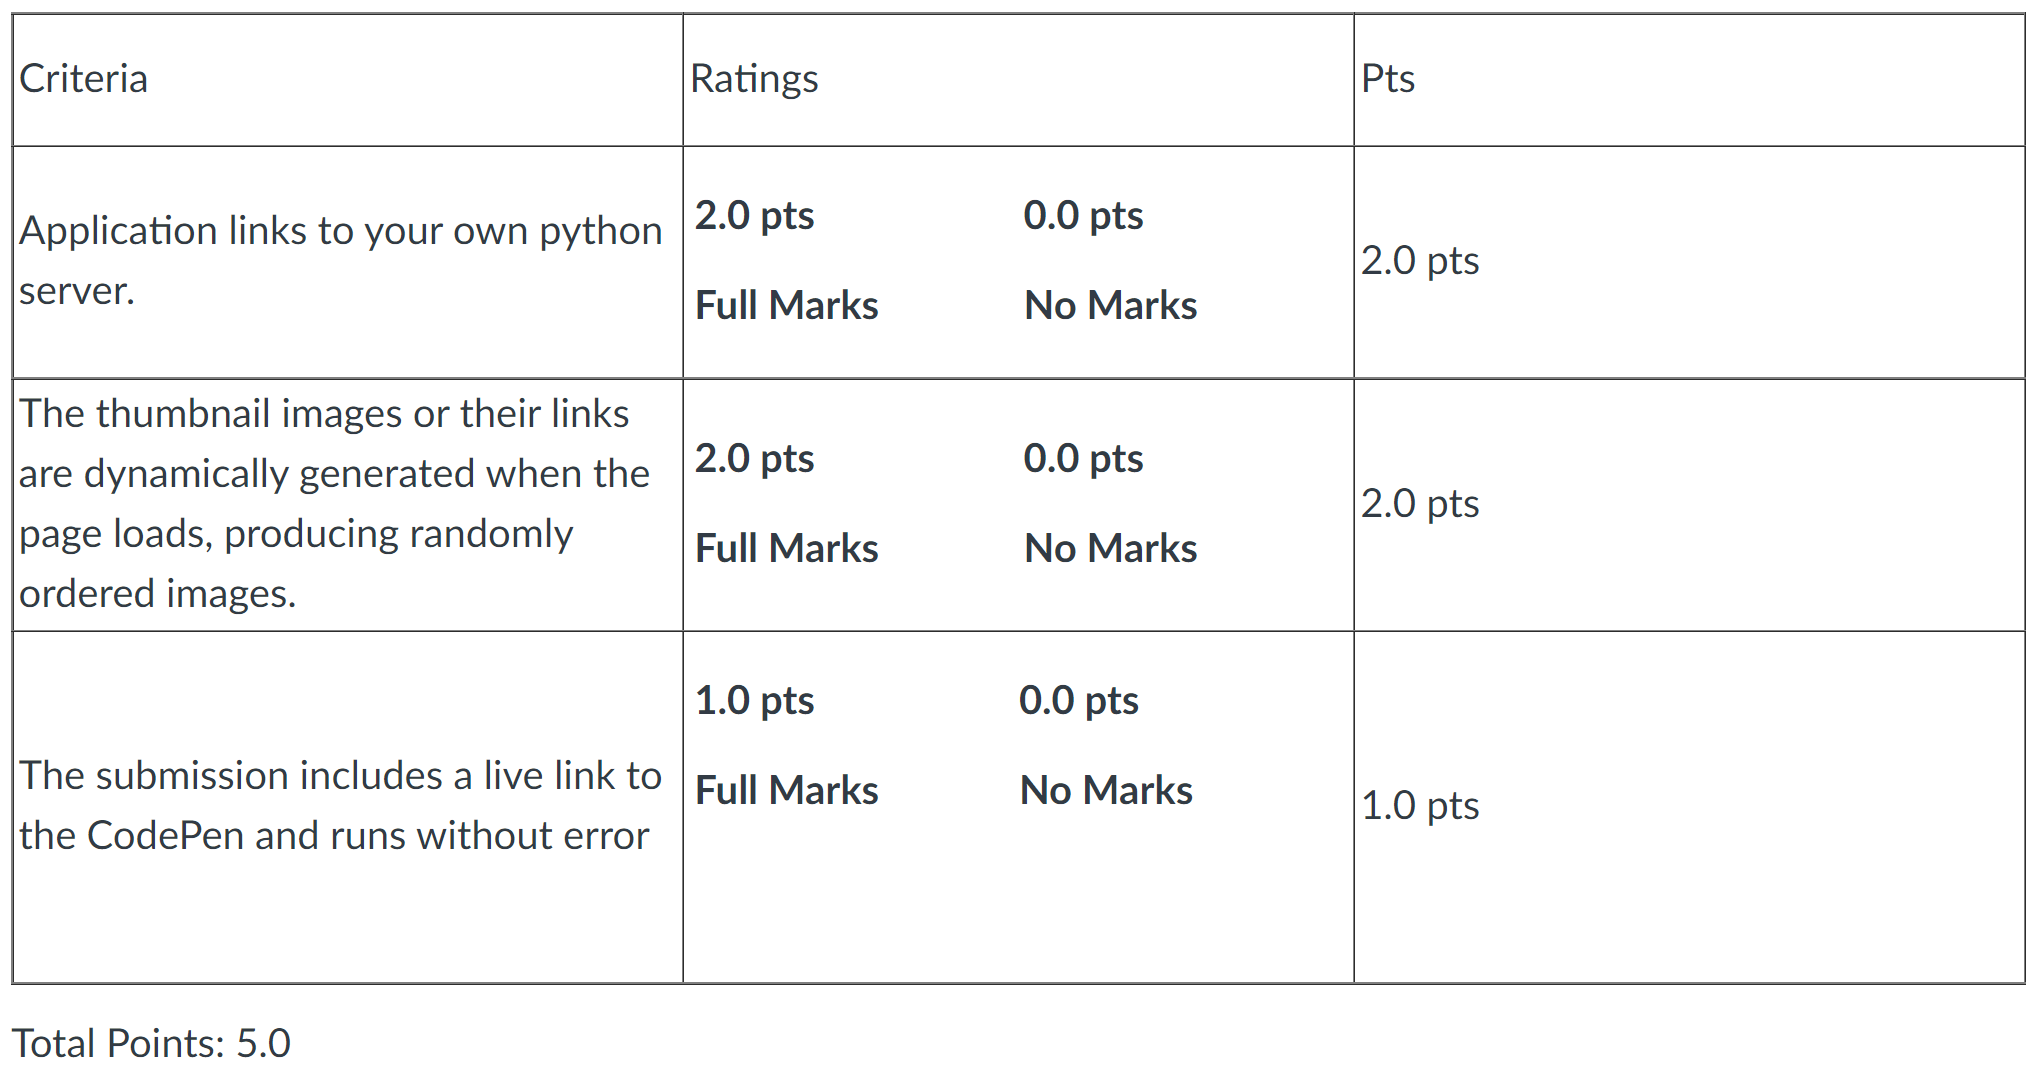 Criteria
Ratings
Pts
Application links to your own python
server.
2.0 pts
Full Marks
0.0 pts
No Marks
2.0 pts
The thumbnail images or their links
are dynamically generated when the
page loads, producing randomly
ordered images.
2.0 pts
Full Marks
0.0 pts
No Marks
2.0 pts
The submission includes a live link to
the CodePen and runs without error
1.0 pts
Full Marks
0.0 pts
No Marks
1.0 pts
Total Points: 5.0